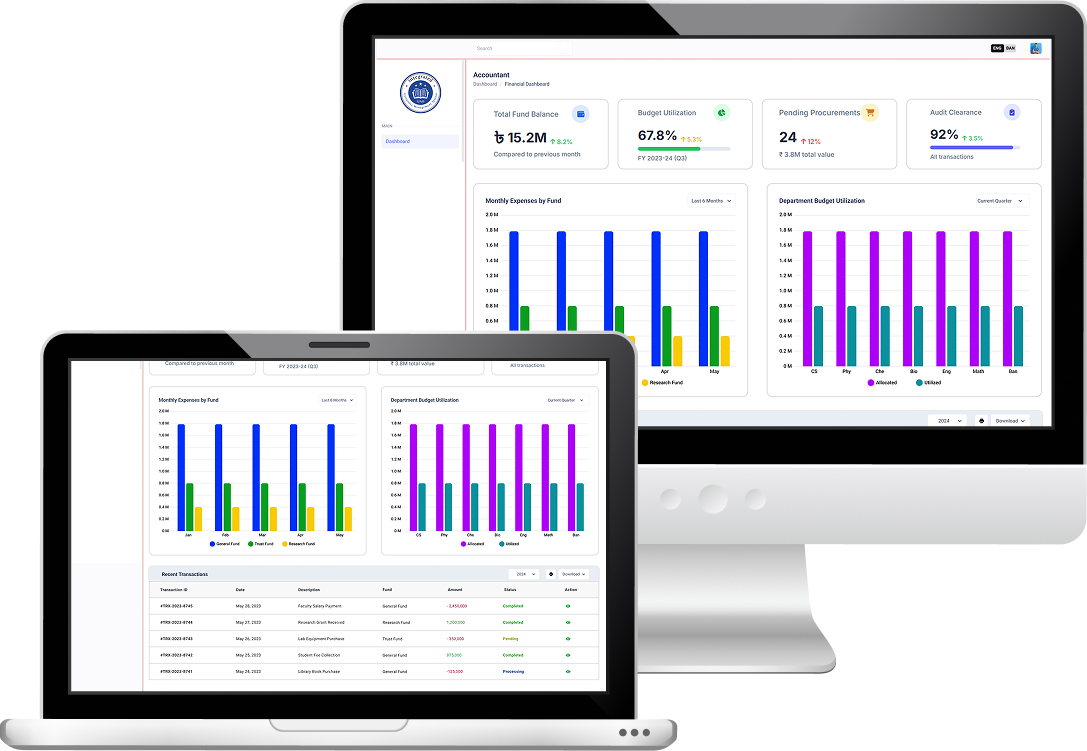 Search
ENG BAN
Integrated
Accountant
Dashboard | Financial Dashboard
MAIN
Dashboard
Total Fund Balance
৳ 15.2M ↑ 8.2%
Compared to previous month
Budget Utilization
67.8% ↑ 5.3%
FY 2023-24 (Q3)
Pending Procurements
24 ↑ 12%
₹ 3.8M total value
Audit Clearance
92% ↑ 3.5%
All transactions
Monthly Expenses by Fund
Last 6 Months
2.0 M
1.8 M
1.6 M
1.4 M
1.2 M
1.0 M
0.8 M
0.6 M
Apr May
Research Fund
Department Budget Utilization
Current Quarter
2.0 M
1.8 M
1.6 M
1.4 M
1.2 M
1.0 M
0.8 M
0.6 M
0.4 M
0.2 M
0 M
CS Phy Che Bio Eng Math Ban
Allocated Utilized
2024 Download
Compared to previous month
FY 2023-24 (Q3)
₹ 3.8M total value
All transactions
Monthly Expenses by Fund
Last 6 Months
2.0 M
1.8 M
1.6 M
1.4 M
1.2 M
1.0 M
0.8 M
0.6 M
0.4 M
0.2 M
0 M
Jan Feb Mar Apr May
General Fund Trust Fund Research Fund
Department Budget Utilization
Current Quarter
2.0 M
1.8 M
1.6 M
1.4 M
1.2 M
1.0 M
0.8 M
0.6 M
0.4 M
0.2 M
0 M
CS Phy Che Bio Eng Math Ban
Allocated Utilized
Recent Transactions
2024 Download
Transaction ID Date Description Fund Amount Status Action
#TRX-2023-8745 May 28, 2023 Faculty Salary Payment General Fund -2,450,000 Completed
#TRX-2023-8744 May 27, 2023 Research Grant Received Research Fund 1,200,000 Completed
#TRX-2023-8743 May 26, 2023 Lab Equipment Purchase Trust Fund -350,000 Pending
#TRX-2023-8742 May 25, 2023 Student Fee Collection General Fund 875,000 Completed
#TRX-2023-8741 May 24, 2023 Library Book Purchase General Fund -125,000 Processing